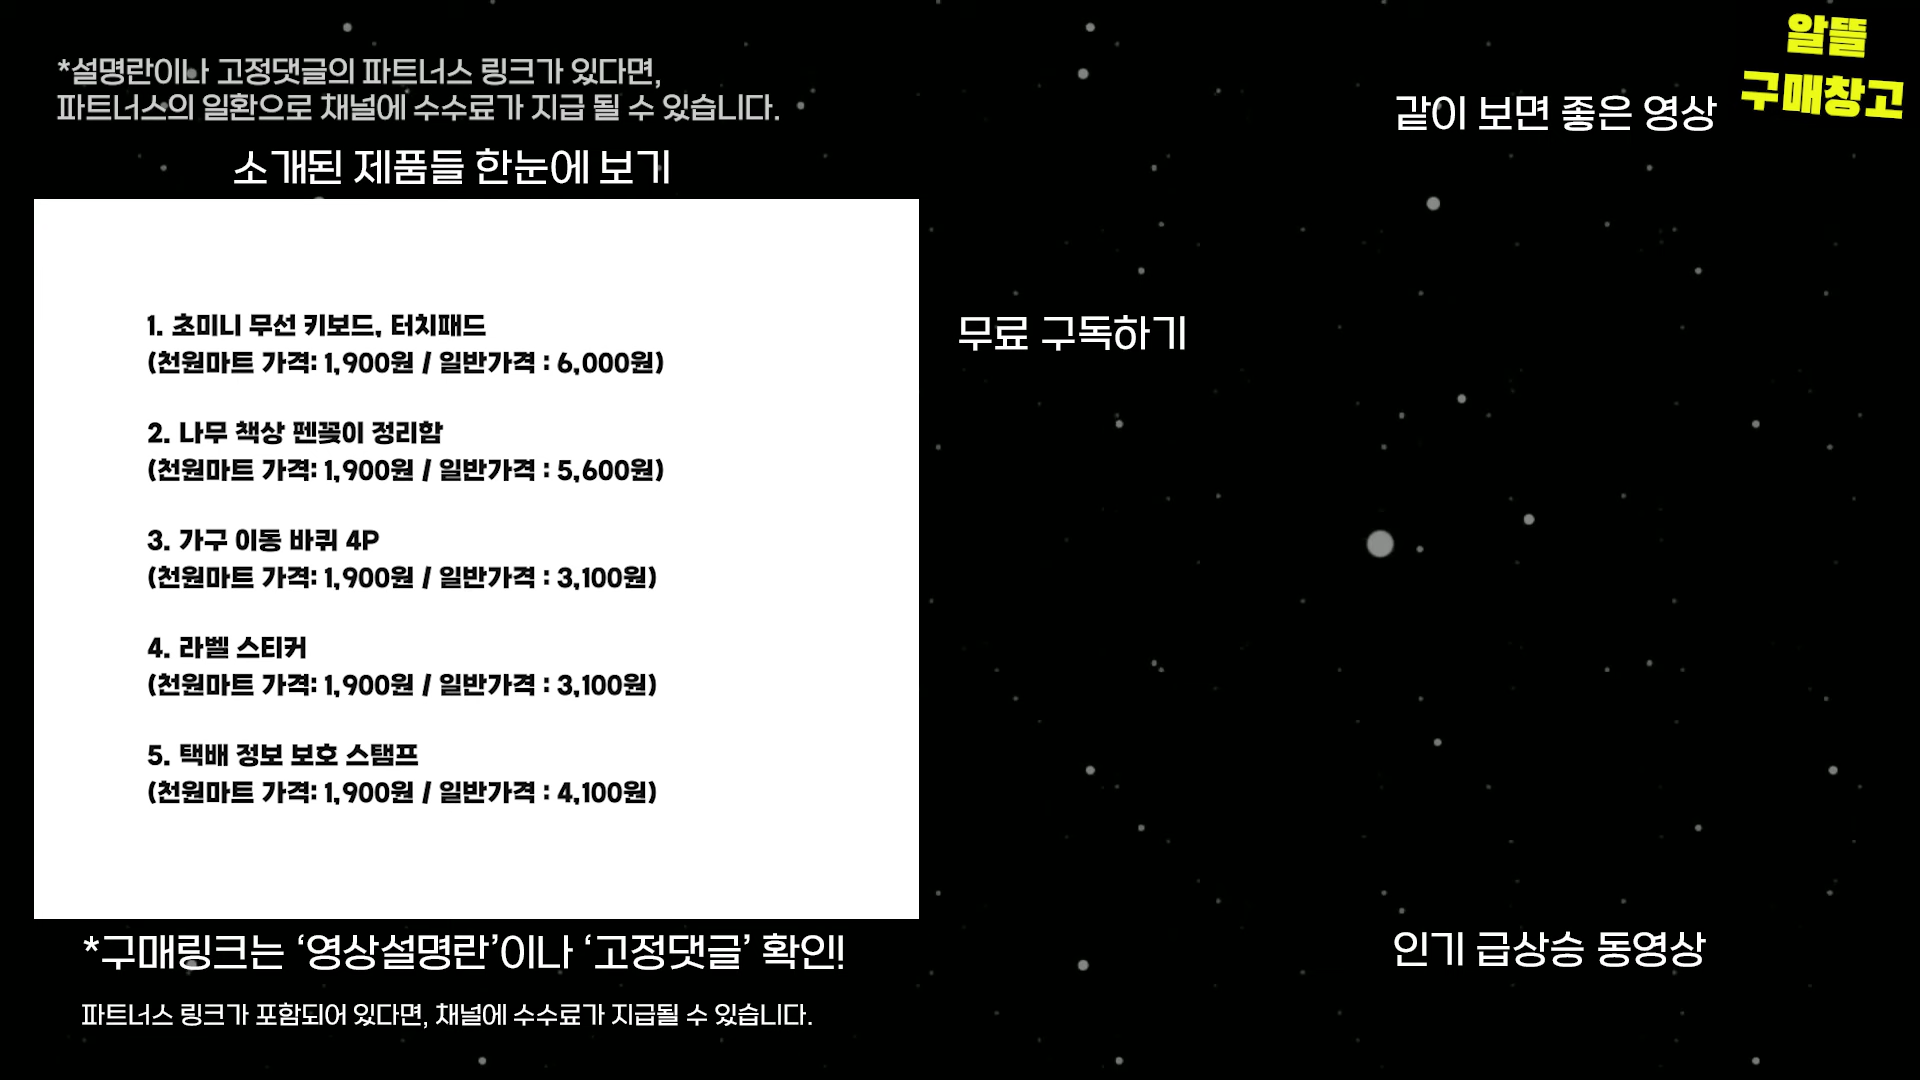 *설명란이나 고정댓글의 파트너스 링크가 있다면,
파트너스의 일환으로 채널에 수수료가 지급 될 수 있습니다.
소개된 제품들 한눈에 보기
1. 초미니 무선 키보드, 터치패드
(천원마트 가격: 1,900원 / 일반가격 : 6,000원)
2. 나무 책상 펜꽂이 정리함
(천원마트 가격: 1,900원 / 일반가격 : 5,600원)
3. 가구 이동 바퀴 4P
(천원마트 가격: 1,900원 / 일반가격 : 3,100원)
4. 라벨 스티커
(천원마트 가격: 1,900원 / 일반가격 : 3,100원)
5. 택배 정보 보호 스탬프
(천원마트 가격: 1,900원 / 일반가격 : 4,100원)
*구매링크는 ‘영상설명란’이나 ‘고정댓글’ 확인!
파트너스 링크가 포함되어 있다면, 채널에 수수료가 지급될 수 있습니다.
무료 구독하기
같이 보면 좋은 영상
알뜰
구매창고
인기 급상승 동영상